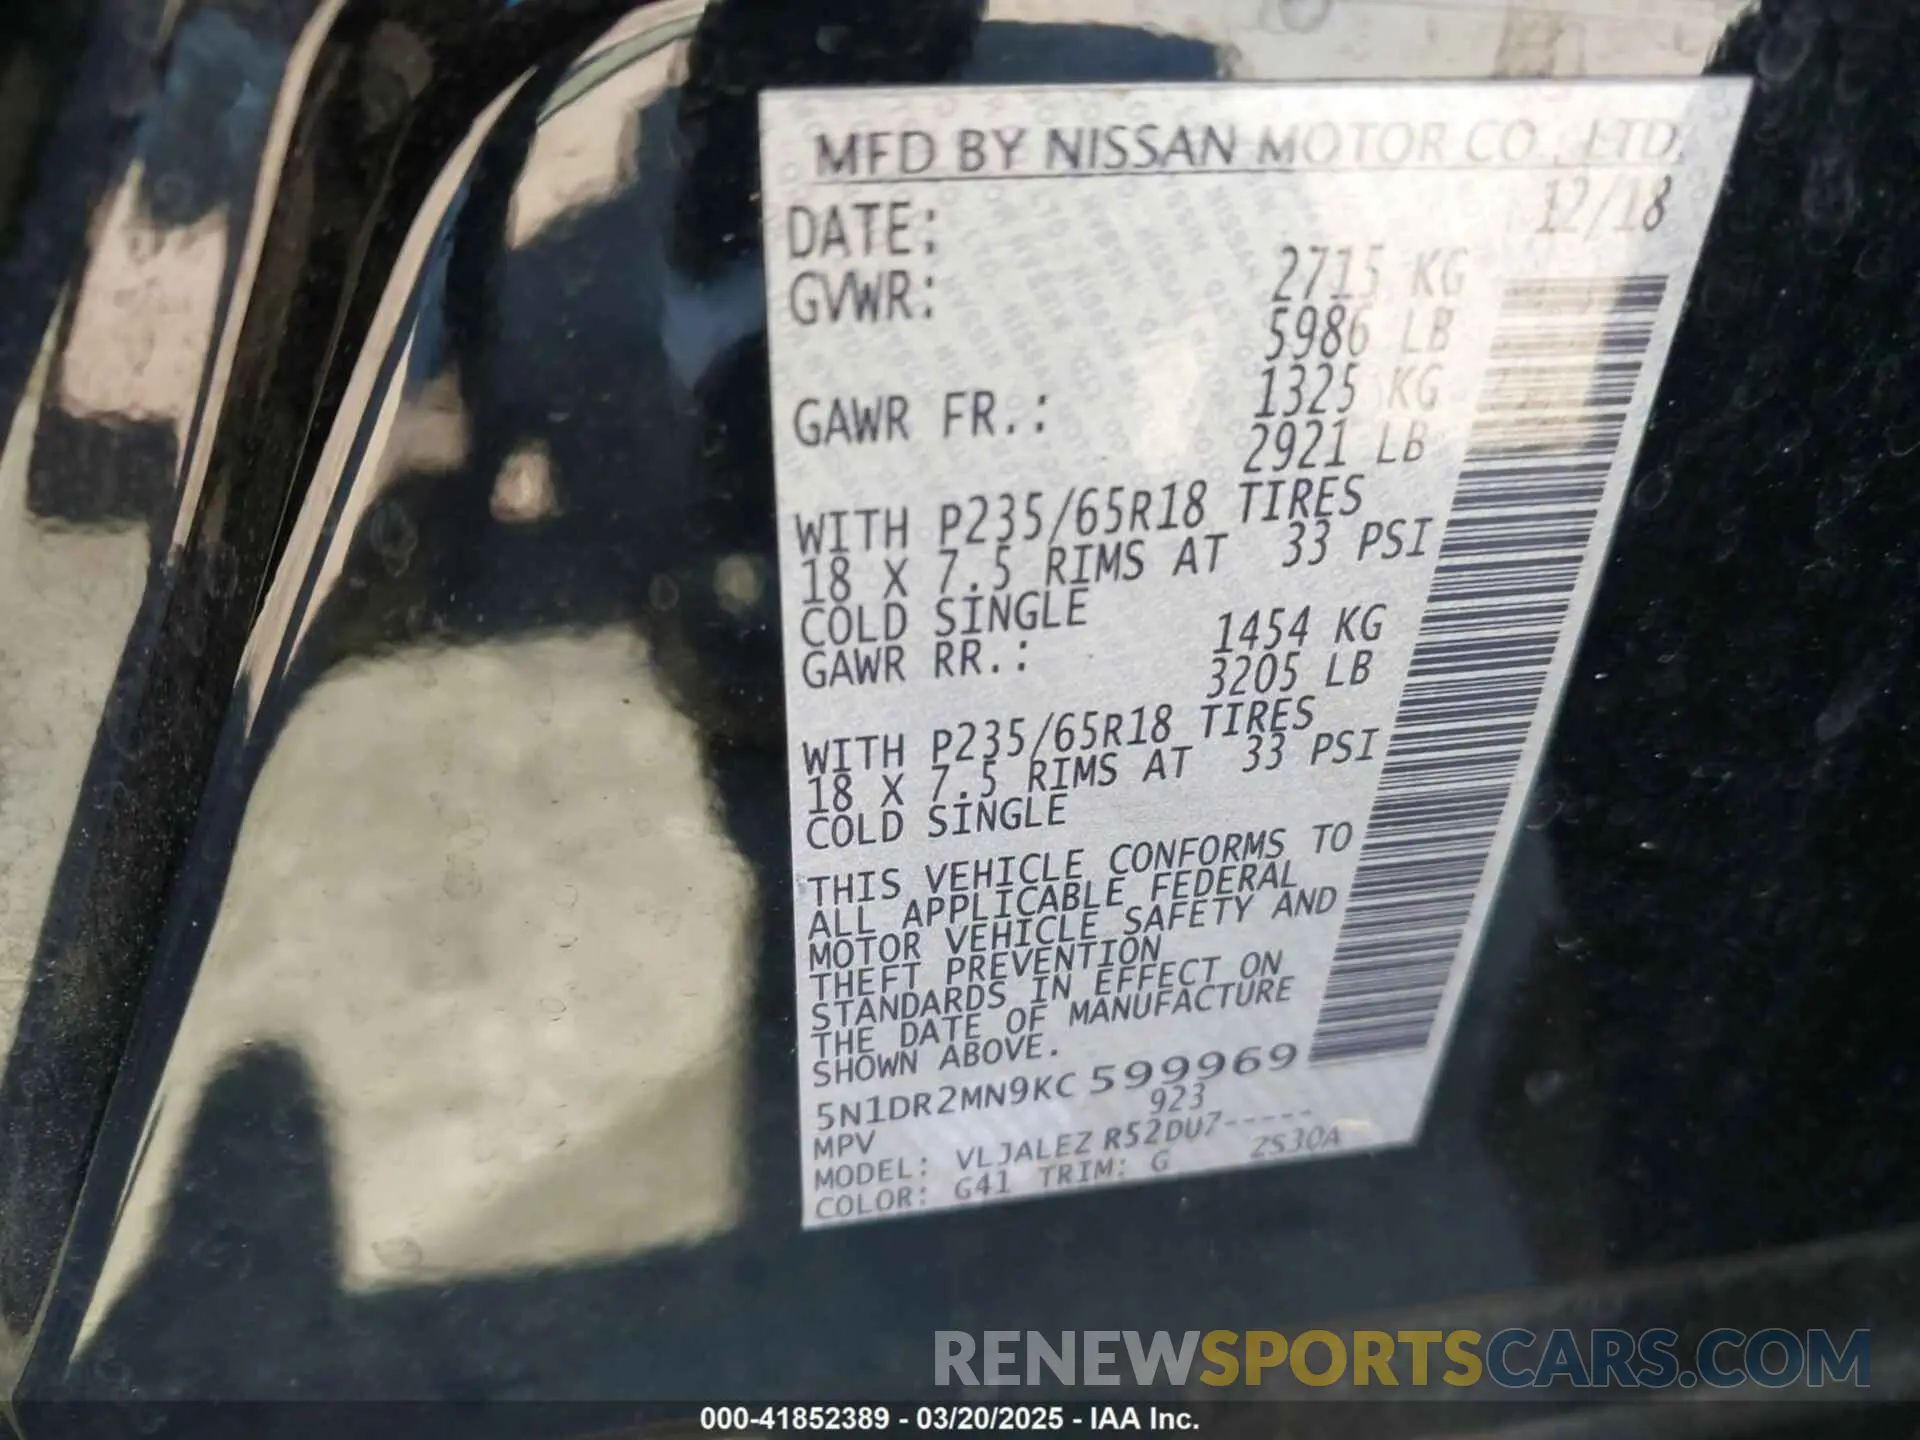 MFD BY NISSAN MOTOR CO., LTD.
DATE: 12/18
GVWR: 2715 KG
5986 LB
GAWR FR.: 1325 KG
2921 LB
WITH P235/65R18 TIRES
18 X 7.5 RIMS AT 33 PSI
COLD SINGLE
GAWR RR.: 1454 KG
3205 LB
WITH P235/65R18 TIRES
18 X 7.5 RIMS AT 33 PSI
COLD SINGLE
THIS VEHICLE CONFORMS TO
ALL APPLICABLE FEDERAL
MOTOR VEHICLE SAFETY AND
THEFT PREVENTION
STANDARDS IN EFFECT ON
THE DATE OF MANUFACTURE
SHOWN ABOVE.
5N1DR2MN9KC 599969
MPV 923
MODEL: VLJALEZ R52DU7-----
COLOR: G41 TRIM: G ZS30A
RENEWSPORTSCARS.COM
000-41852389 - 03/20/2025 - IAA Inc.